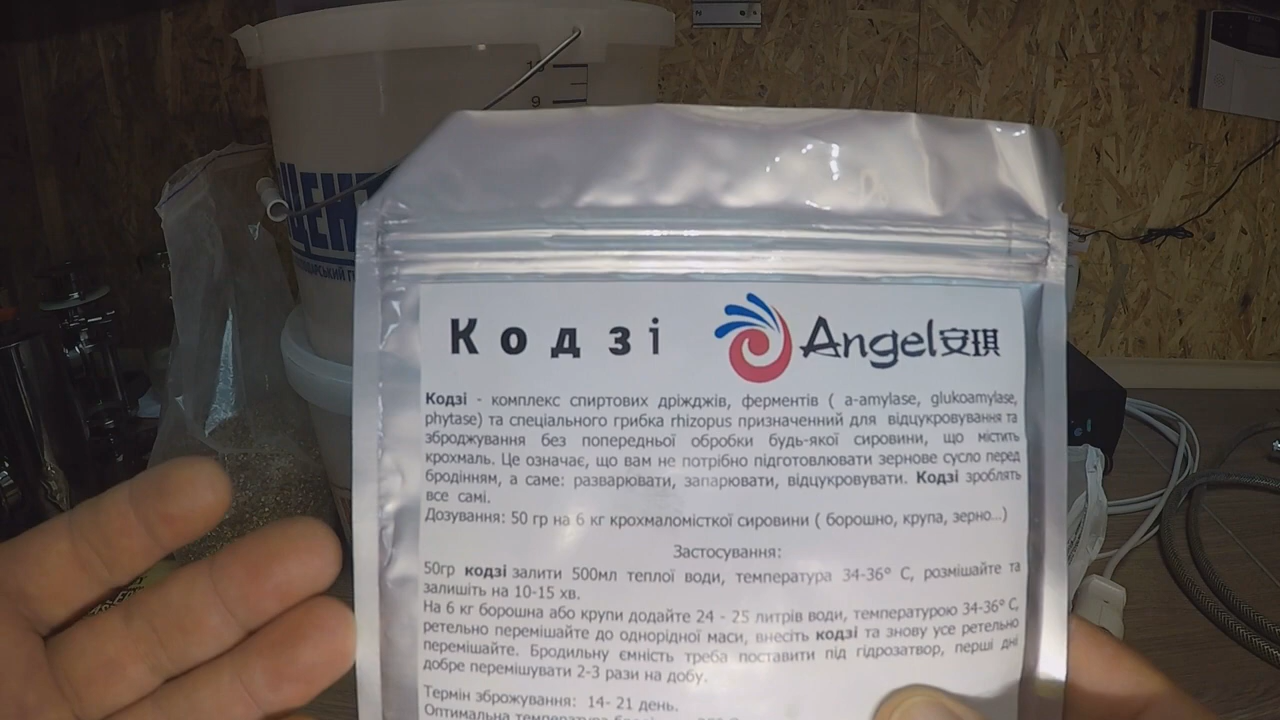 9
ЦЕН
Кодзі
Angel安琪
Кодзі - комплекс спиртових дріжджів, ферментів ( a-amylase, glukoamylase,
phytase) та спеціального грибка rhizopus призначенний для відцукровування та
зброджування без попередньої обробки будь-якої сировини, що містить
крохмаль. Це означає, що вам не потрібно підготовлювати зернове сусло перед
бродінням, а саме: разварювати, запарювати, відцукровувати. Кодзі зроблять
все самі.
Дозування: 50 гр на 6 кг крохмаломісткої сировини ( борошно, крупа, зерно...)
Застосування:
50гр кодзі залити 500мл теплої води, температура 34-36° С, розмішайте та
залишіть на 10-15 хв.
На 6 кг борошна або крупи додайте 24 - 25 литрів води, температурою 34-36° С,
ретельно перемішайте до однорідної маси, внесіть кодзі та знову усе ретельно
перемішайте. Бродильну ємність треба поставити під гідрозатвор, перші дні
добре перемішувати 2-3 рази на добу.
Термін зброжування: 14- 21 день.
Оптимальна температура